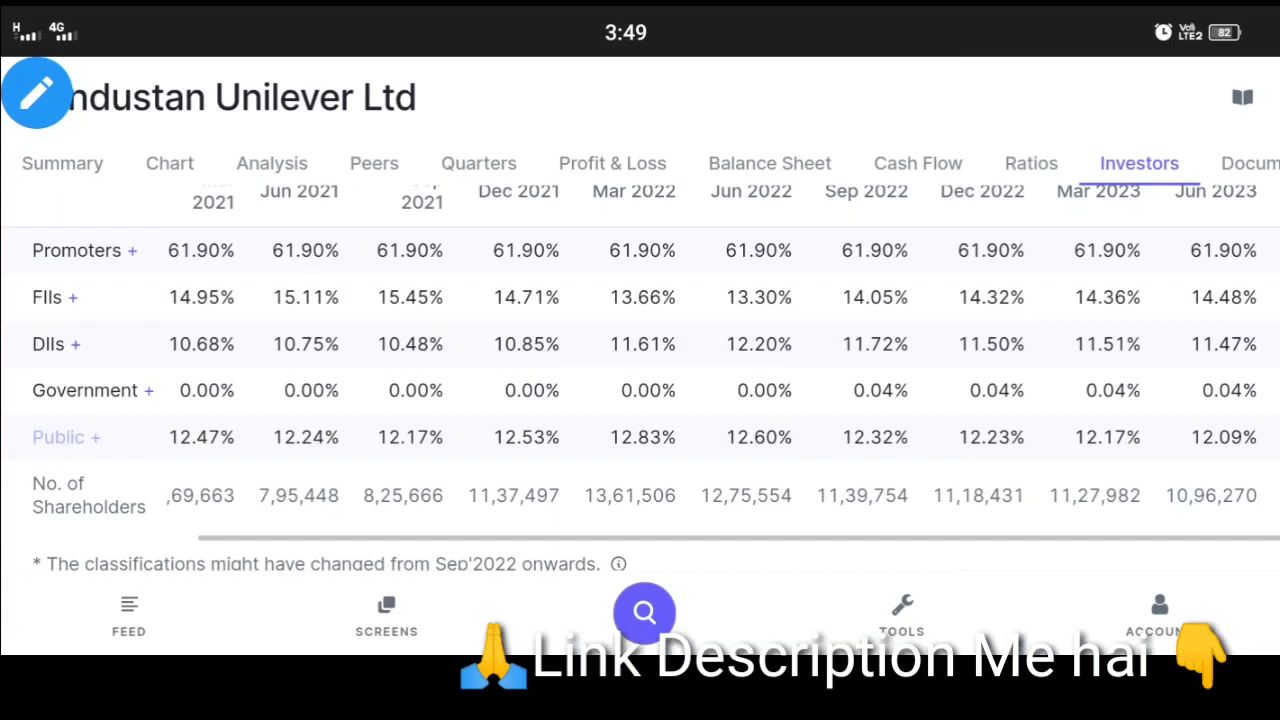 H 4G 3:49 Vo) LTE2 82
ndustan Unilever Ltd
Summary Chart Analysis Peers Quarters Profit & Loss Balance Sheet Cash Flow Ratios Investors Docum
2021 Jun 2021 Sep 2021 Dec 2021 Mar 2022 Jun 2022 Sep 2022 Dec 2022 Mar 2023 Jun 2023
Promoters + 61.90% 61.90% 61.90% 61.90% 61.90% 61.90% 61.90% 61.90% 61.90% 61.90%
FIIs + 14.95% 15.11% 15.45% 14.71% 13.66% 13.30% 14.05% 14.32% 14.36% 14.48%
DIIs + 10.68% 10.75% 10.48% 10.85% 11.61% 12.20% 11.72% 11.50% 11.51% 11.47%
Government + 0.00% 0.00% 0.00% 0.00% 0.00% 0.00% 0.04% 0.04% 0.04% 0.04%
Public + 12.47% 12.24% 12.17% 12.53% 12.83% 12.60% 12.32% 12.23% 12.17% 12.09%
No. of
Shareholders ,69,663 7,95,448 8,25,666 11,37,497 13,61,506 12,75,554 11,39,754 11,18,431 11,27,982 10,96,270
* The classifications might have changed from Sep'2022 onwards.
FEED SCREENS TOOLS ACCOUN
🙏Link Description Me hai 👇